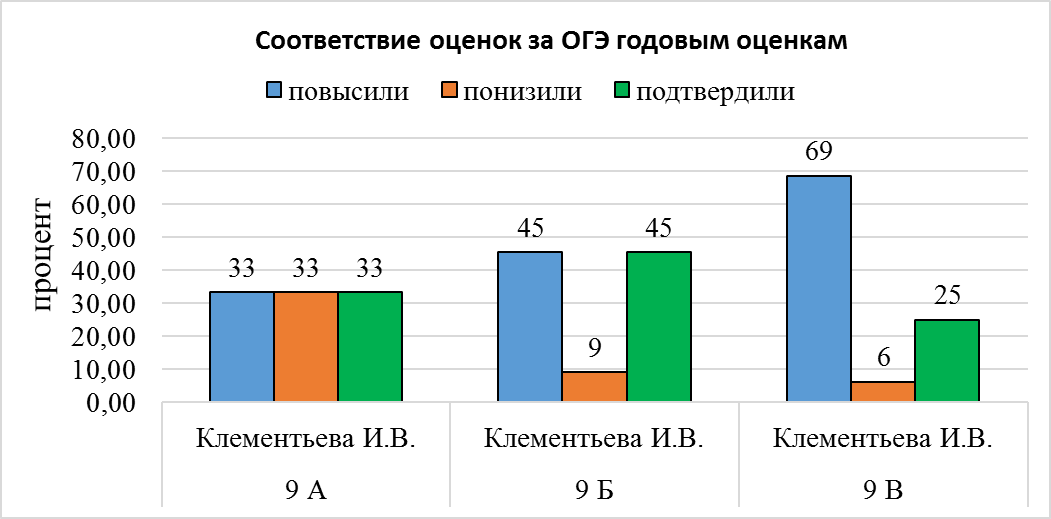 Соответствие оценок за ОГЭ годовым оценкам
повысили понизили подтвердили
процент
80,00
70,00
60,00
50,00
40,00
30,00
20,00
10,00
0,00
33 33 33
45 9 45
69 6 25
Клементьева И.В. Клементьева И.В. Клементьева И.В.
9 А 9 Б 9 В